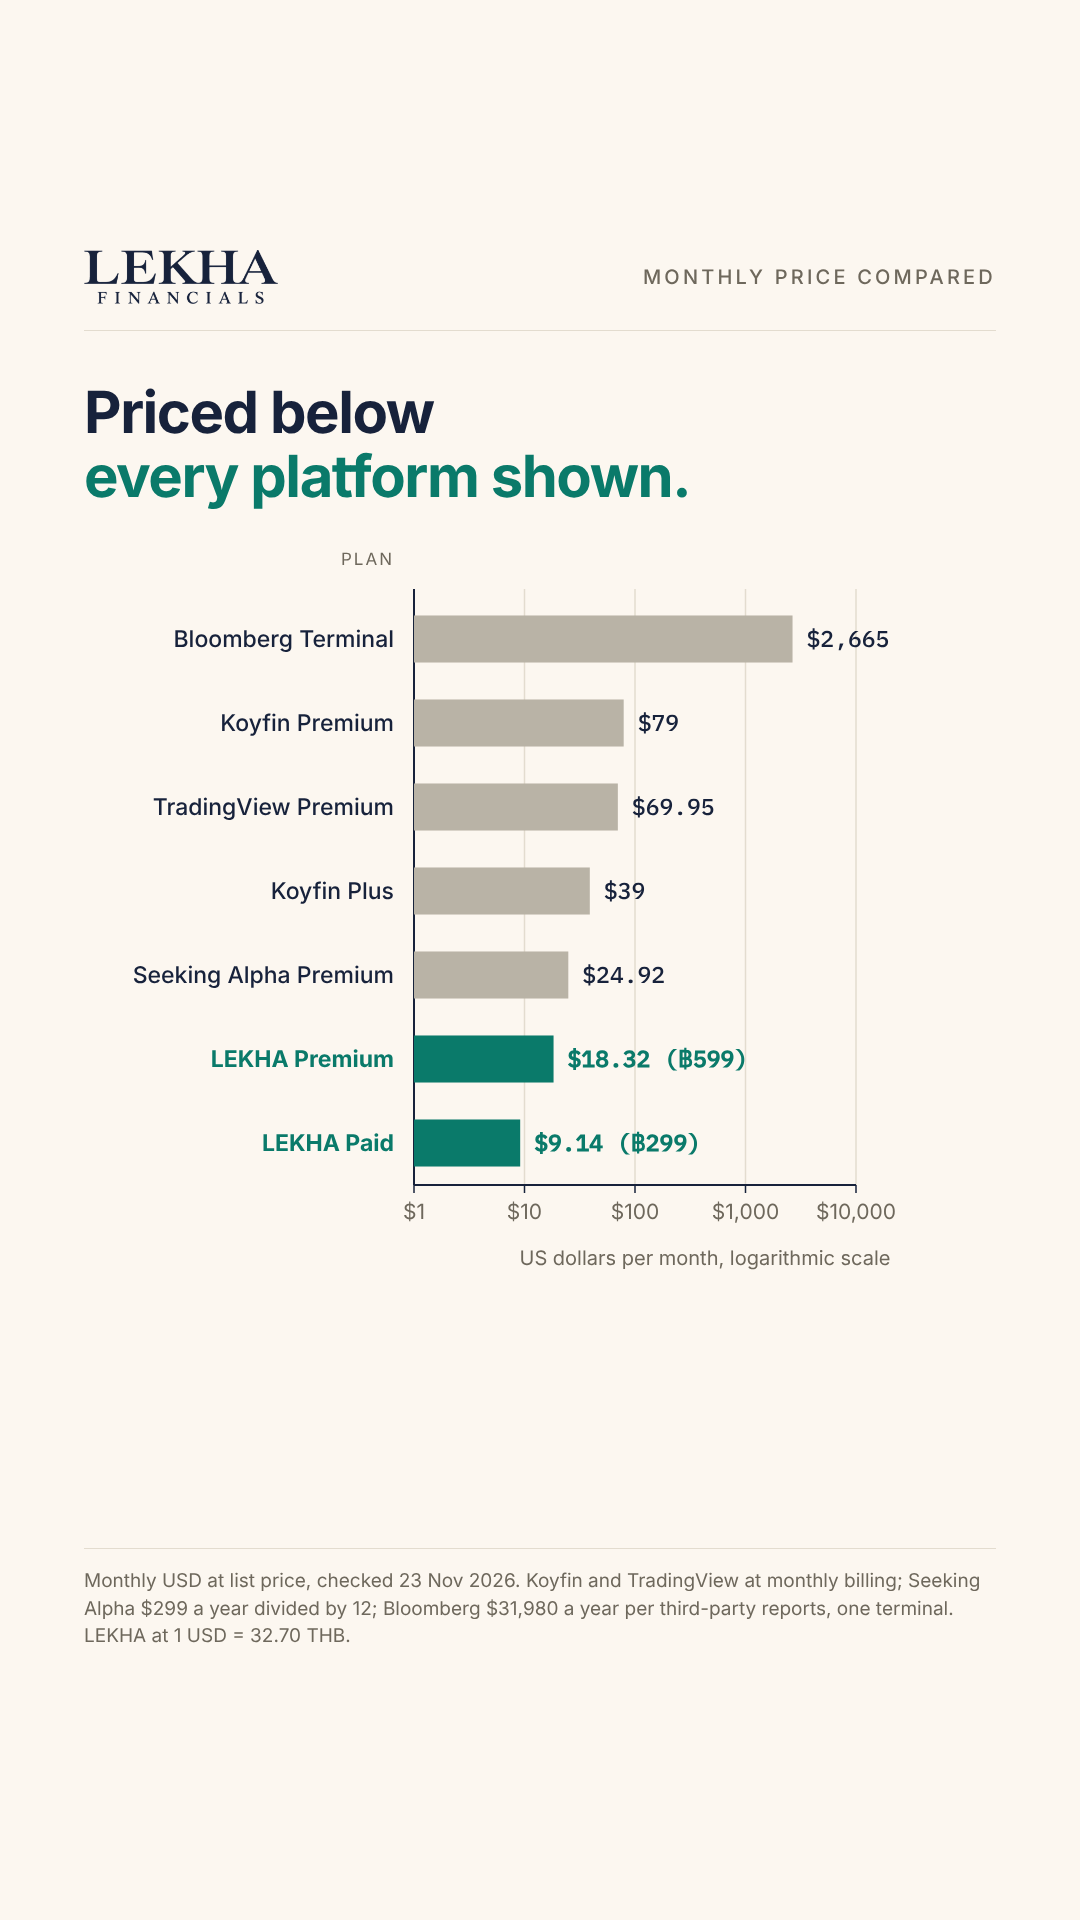 LEKHA
FINANCIALS
MONTHLY PRICE COMPARED
Priced below
every platform shown.
PLAN
Bloomberg Terminal $2,665
Koyfin Premium $79
TradingView Premium $69.95
Koyfin Plus $39
Seeking Alpha Premium $24.92
LEKHA Premium $18.32 (฿599)
LEKHA Paid $9.14 (฿299)
$1 $10 $100 $1,000 $10,000
US dollars per month, logarithmic scale
Monthly USD at list price, checked 23 Nov 2026. Koyfin and TradingView at monthly billing; Seeking
Alpha $299 a year divided by 12; Bloomberg $31,980 a year per third-party reports, one terminal.
LEKHA at 1 USD = 32.70 THB.